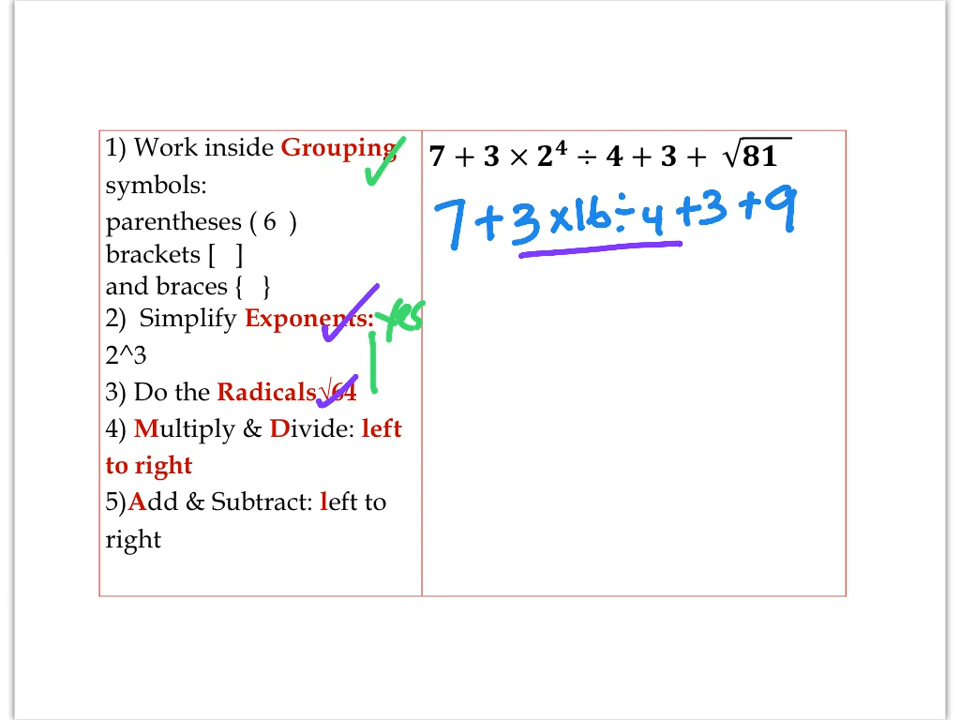 1) Work inside Grouping
symbols:
parentheses ( 6 )
brackets [ ]
and braces { }
2) Simplify Exponents: yes
2^3
3) Do the Radicals √64
4) Multiply & Divide: left
to right
5)Add & Subtract: left to
right
7 + 3 × 2⁴ ÷ 4 + 3 + √81
7 + 3 x 16 ÷ 4 + 3 + 9